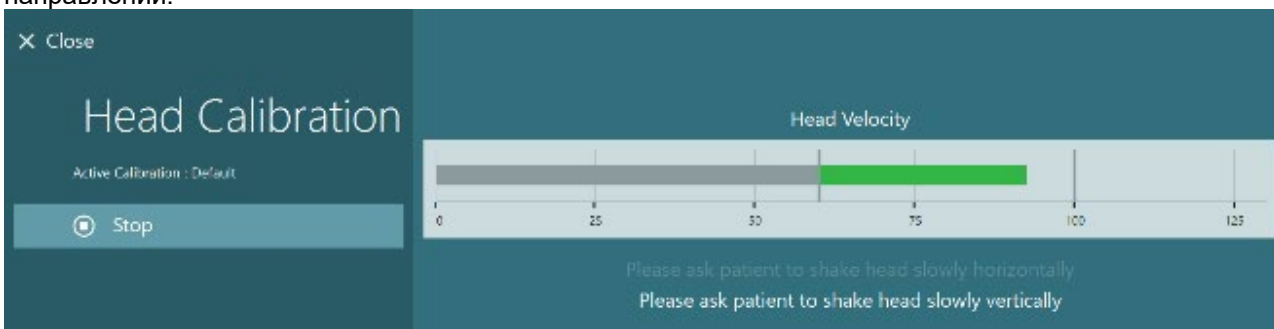 направлении.
× Close
Head Calibration
Active Calibration : Default
Stop
Head Velocity
0 25 50 75 100 125
Please ask patient to shake head slowly horizontally
Please ask patient to shake head slowly vertically